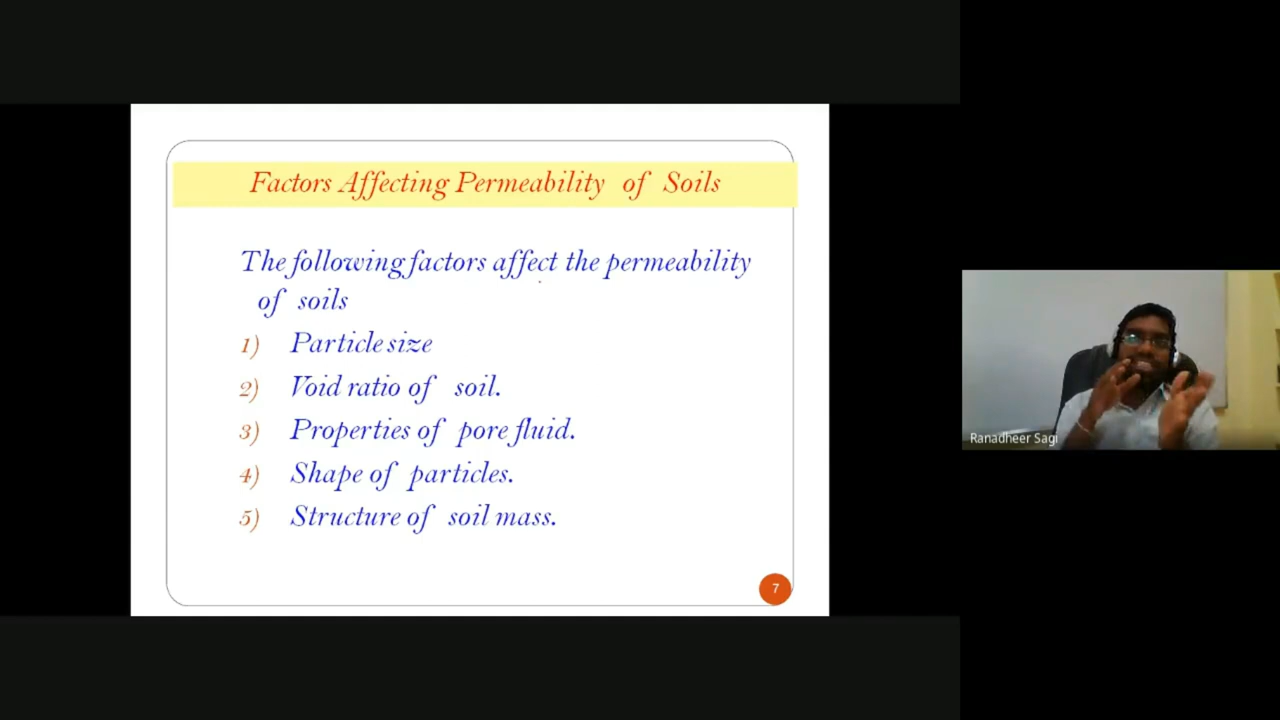 Factors Affecting Permeability of Soils
The following factors affect the permeability
of soils
1) Particle size
2) Void ratio of soil.
3) Properties of pore fluid.
4) Shape of particles.
5) Structure of soil mass.
7
Ranadheer Sagi